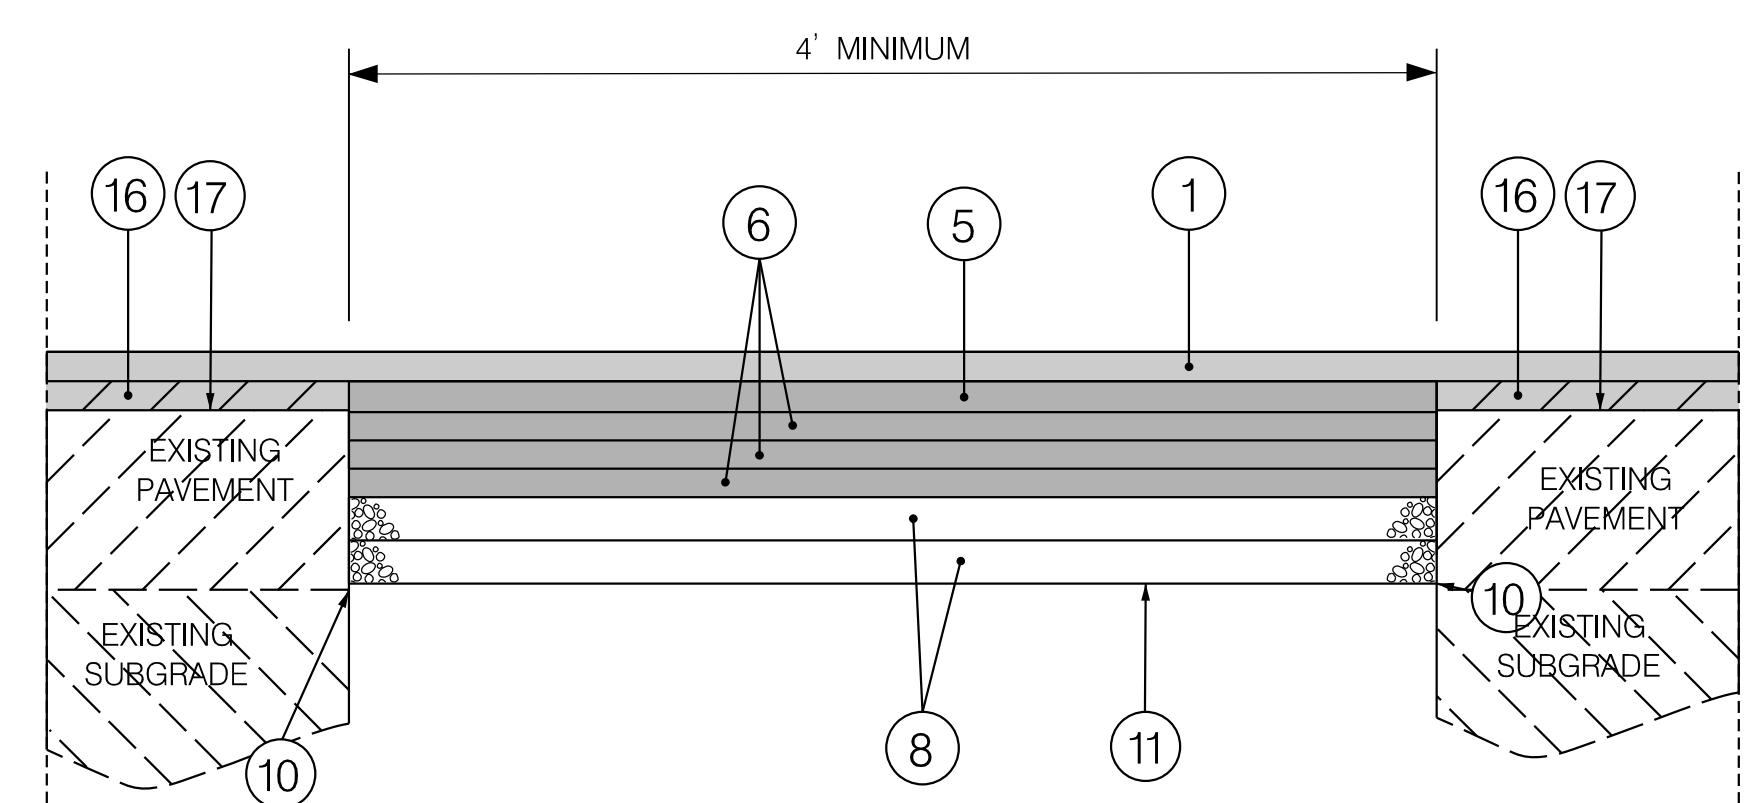 4' MINIMUM
16 17 6 5 1 16 17
EXISTING
PAVEMENT
EXISTING
PAVEMENT
EXISTING
SUBGRADE
10
EXISTING
SUBGRADE
10
8
11